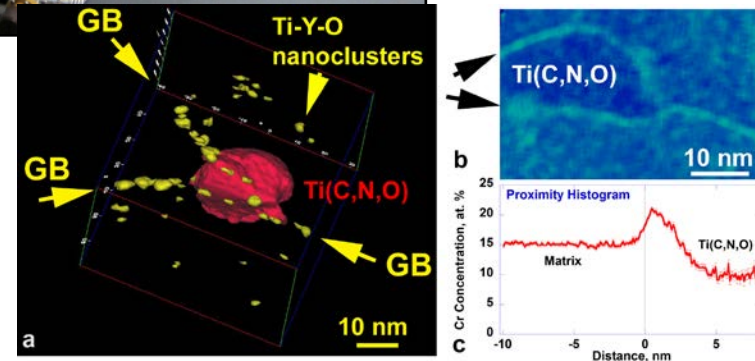 GB
Ti-Y-O
nanoclusters
GB
Ti(C,N,O)
GB
10 nm
a
Ti(C,N,O)
10 nm
b
Proximity Histogram
Cr Concentration, at. %
25
20
15
10
5
0
Matrix
Ti(C,N,O)
-10
-5
0
5
Distance, nm
c